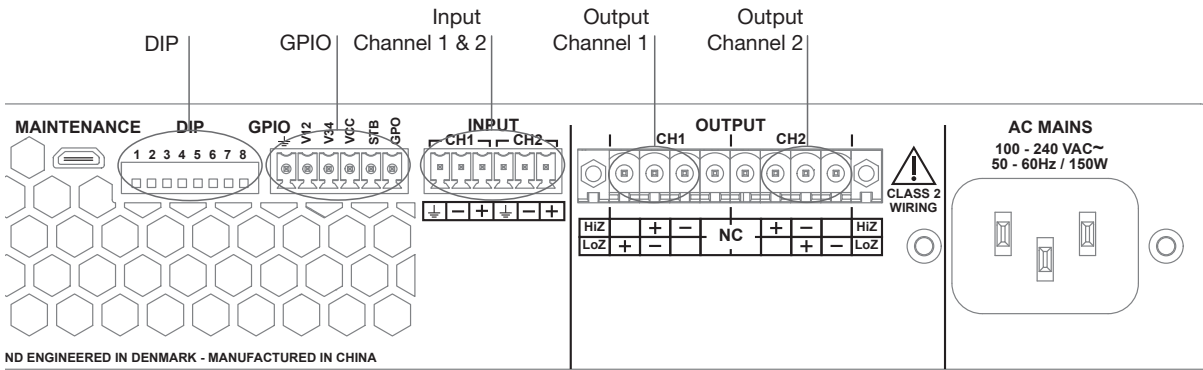 Input
Channel 1 & 2
Output
Channel 1
Output
Channel 2
DIP
GPIO
MAINTENANCE
DIP
1 2 3 4 5 6 7 8
GPIO
⏚ V12 V34 VCC STB GPO
INPUT
CH1 CH2
⏚ − + ⏚ − +
OUTPUT
CH1 CH2
HiZ + − NC + − HiZ
LoZ + − + − LoZ
CLASS 2
WIRING
AC MAINS
100 - 240 VAC~
50 - 60Hz / 150W
ND ENGINEERED IN DENMARK - MANUFACTURED IN CHINA